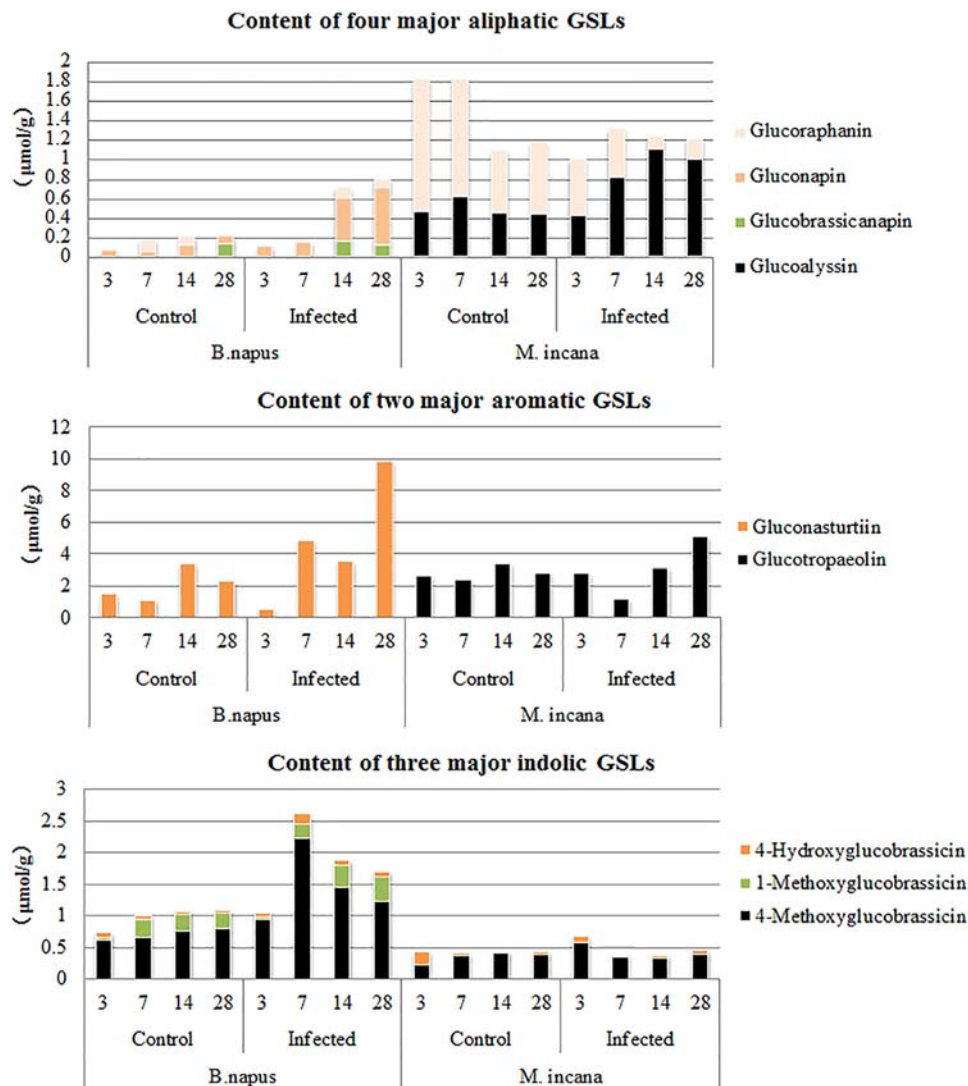 Content of four major aliphatic GSLs
2
1.8
1.6
1.4
1.2
1
0.8
0.6
0.4
0.2
0
(μmol/g)
3 7 14 28 3 7 14 28 3 7 14 28 3 7 14 28
Control Infected Control Infected
B.napus M. incana
Glucoraphanin
Gluconapin
Glucobrassicanapin
Glucoalyssin
Content of two major aromatic GSLs
12
10
8
6
4
2
0
(μmol/g)
3 7 14 28 3 7 14 28 3 7 14 28 3 7 14 28
Control Infected Control Infected
B.napus M. incana
Gluconasturtiin
Glucotropaeolin
Content of three major indolic GSLs
3
2.5
2
1.5
1
0.5
0
(μmol/g)
3 7 14 28 3 7 14 28 3 7 14 28 3 7 14 28
Control Infected Control Infected
B.napus M. incana
4-Hydroxyglucobrassicin
1-Methoxyglucobrassicin
4-Methoxyglucobrassicin